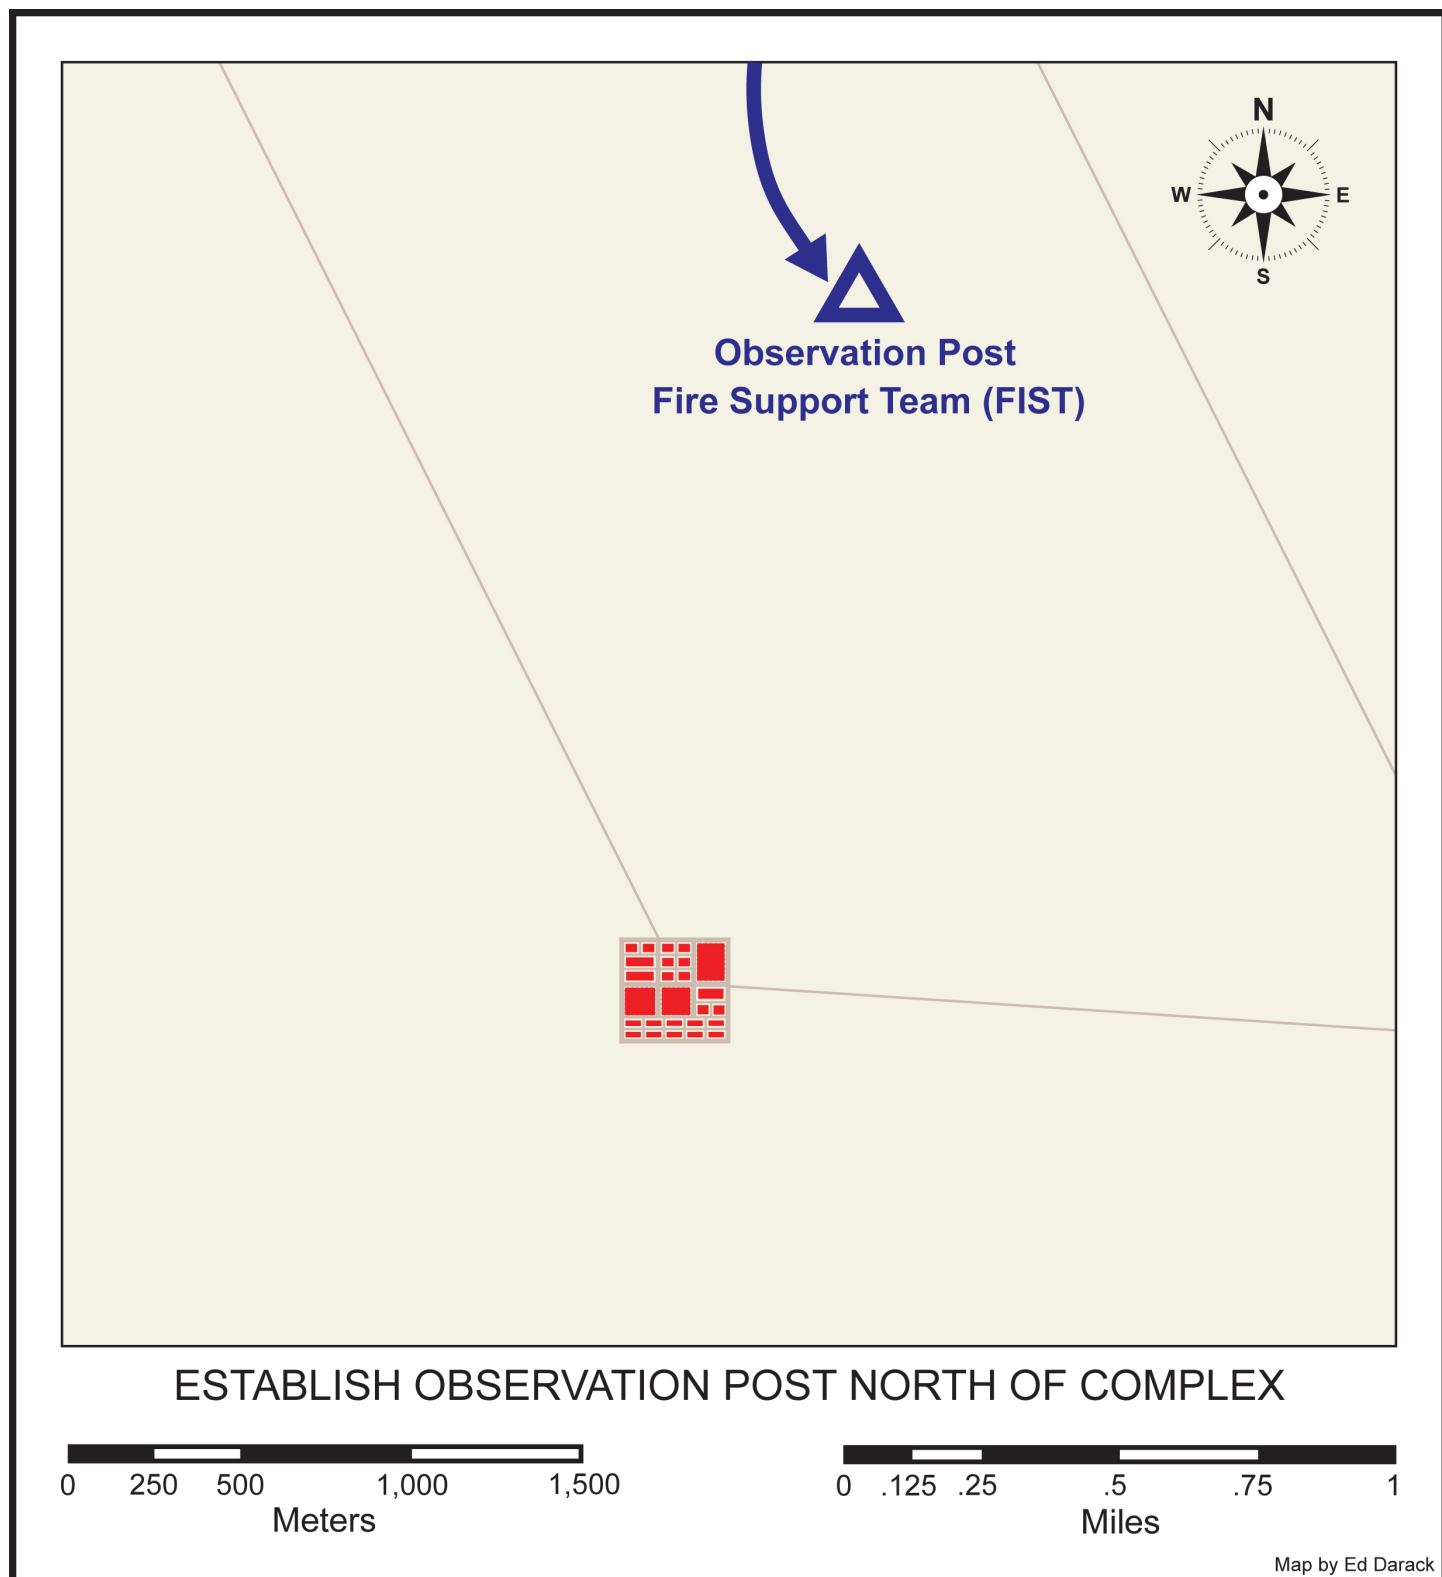 N
W
E
S
Observation Post
Fire Support Team (FIST)
ESTABLISH OBSERVATION POST NORTH OF COMPLEX
0 250 500 1,000 1,500
Meters
0 .125 .25 .5 .75 1
Miles
Map by Ed Darack